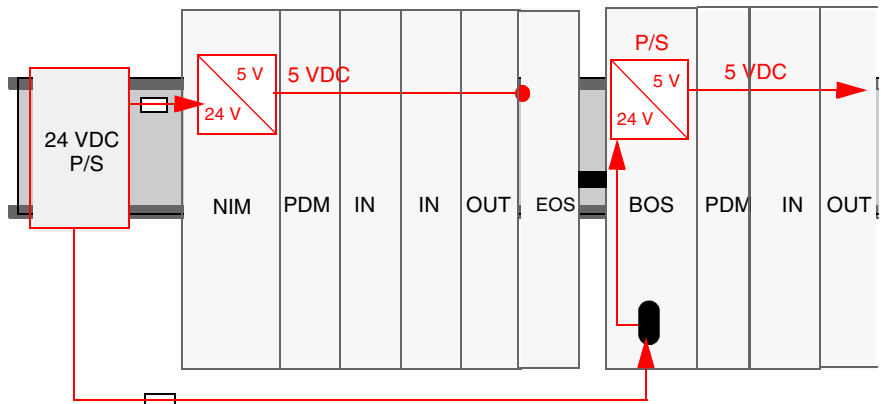 P/S
5 V
24 V
5 VDC
5 V
24 V
5 VDC
24 VDC
P/S
NIM
PDM
IN
IN
OUT
EOS
BOS
PDM
IN
OUT